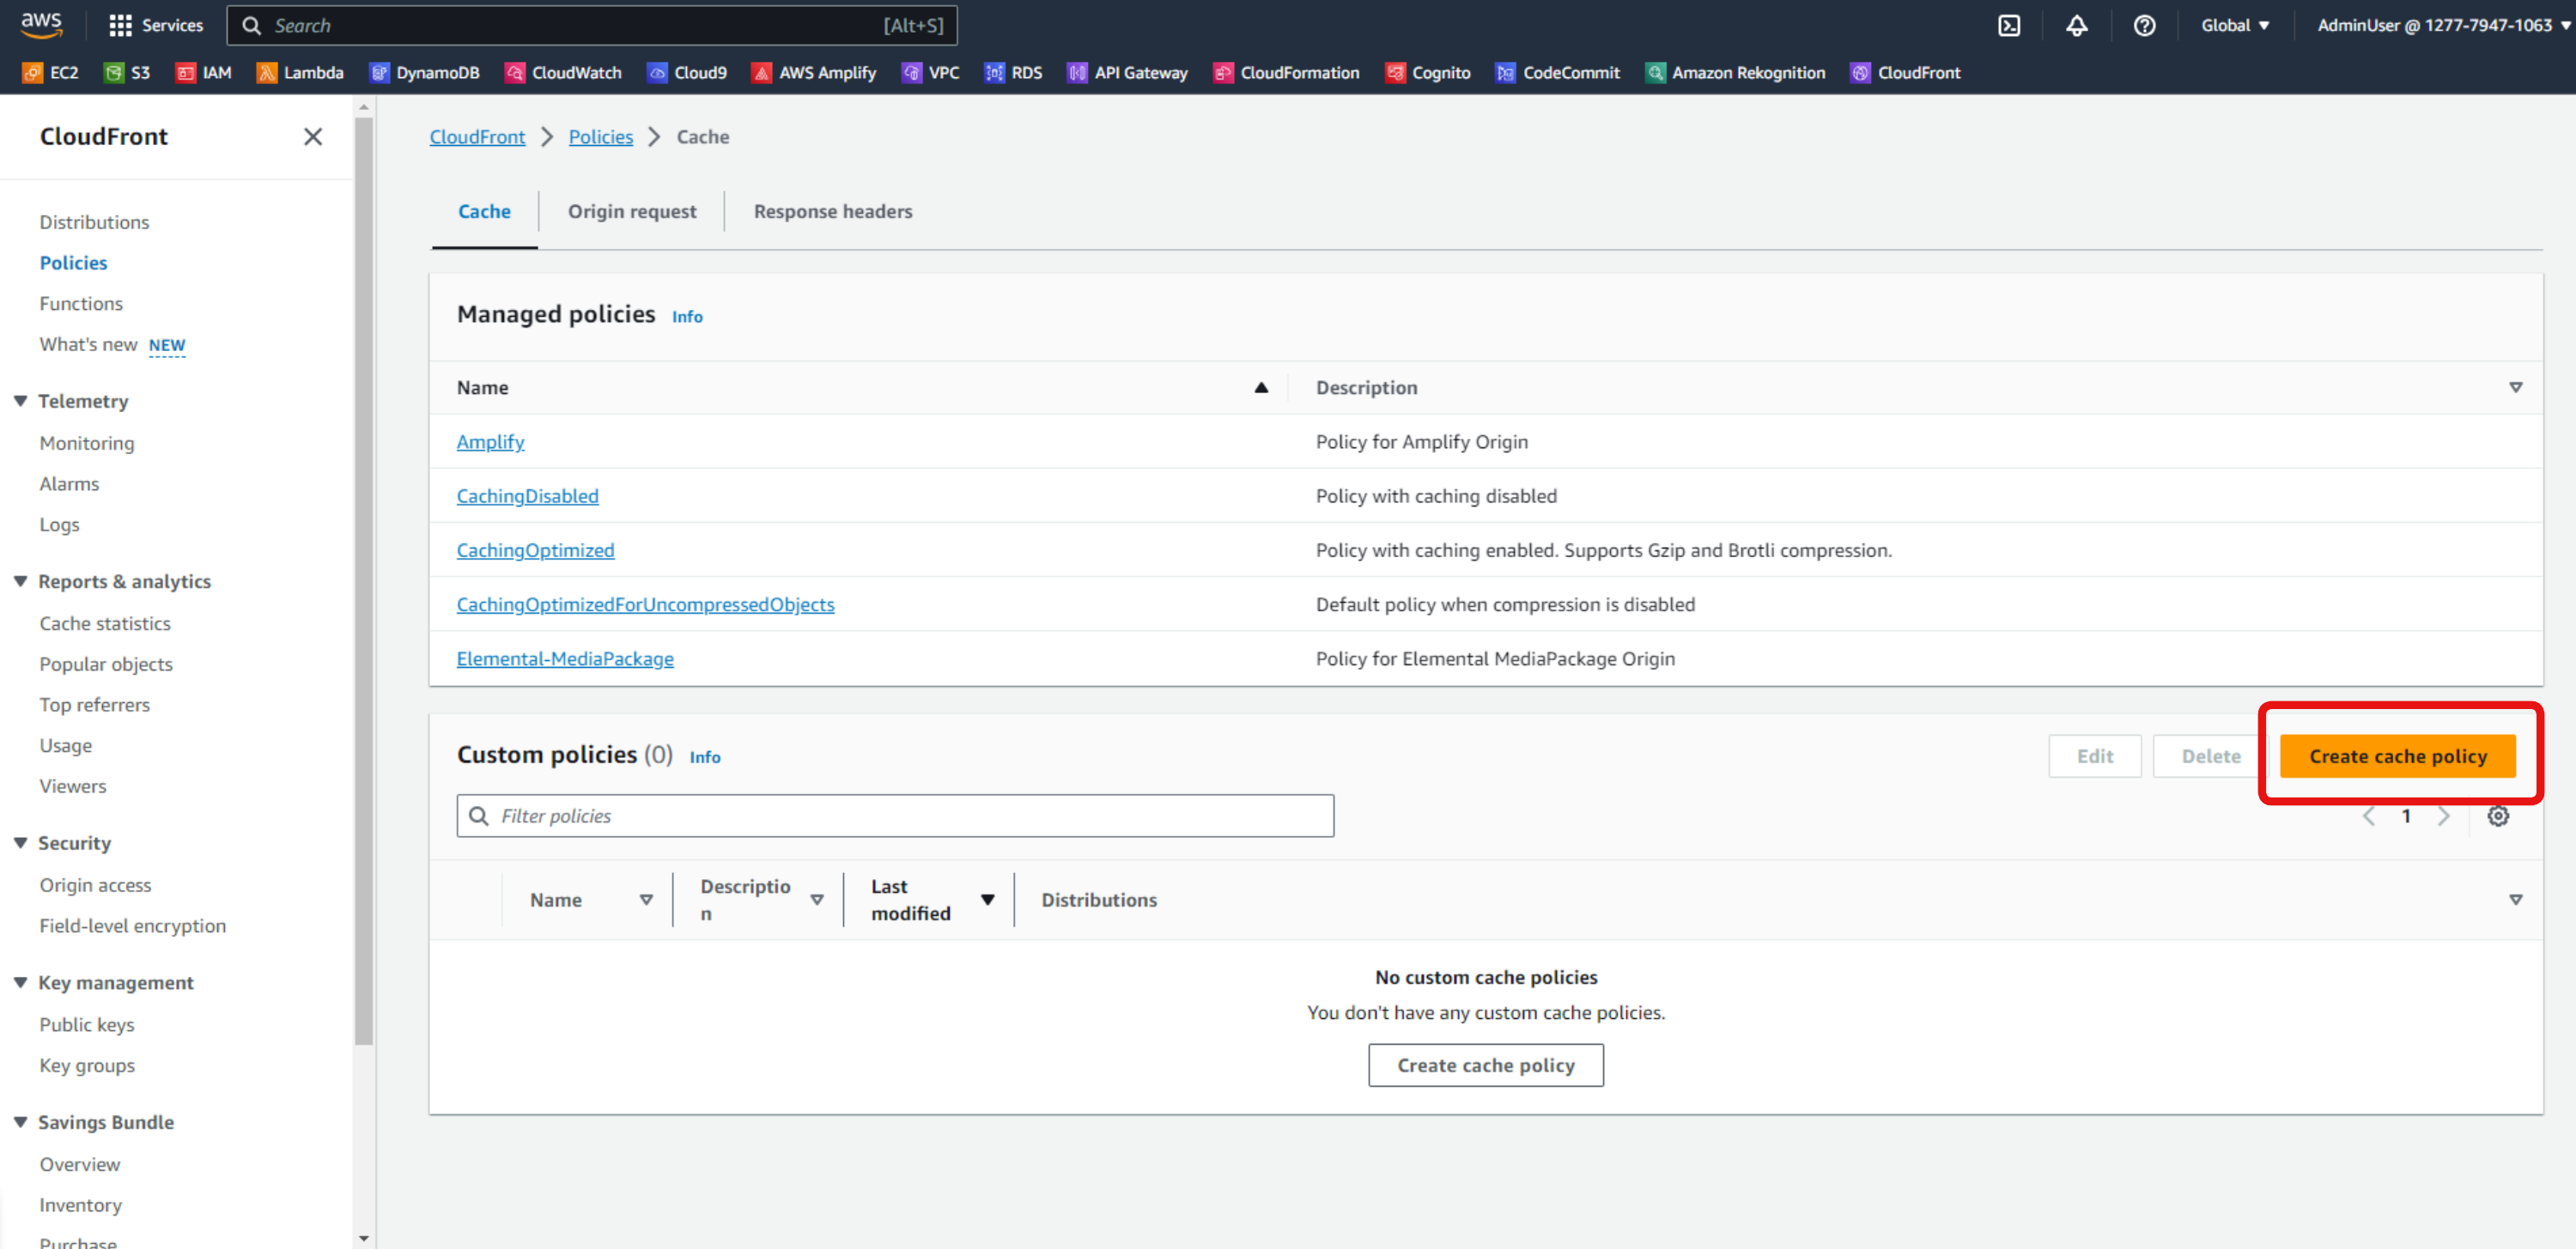 aws Services Search [Alt+S] Global AdminUser @ 1277-7947-1063
EC2 S3 IAM Lambda DynamoDB CloudWatch Cloud9 AWS Amplify VPC RDS API Gateway CloudFormation Cognito CodeCommit Amazon Rekognition CloudFront
CloudFront
Distributions
Policies
Functions
What's new NEW
Telemetry
Monitoring
Alarms
Logs
Reports & analytics
Cache statistics
Popular objects
Top referrers
Usage
Viewers
Security
Origin access
Field-level encryption
Key management
Public keys
Key groups
Savings Bundle
Overview
Inventory
Purchase
CloudFront Policies Cache
Cache Origin request Response headers
Managed policies Info
Name Description
Amplify Policy for Amplify Origin
CachingDisabled Policy with caching disabled
CachingOptimized Policy with caching enabled. Supports Gzip and Brotli compression.
CachingOptimizedForUncompressedObjects Default policy when compression is disabled
Elemental-MediaPackage Policy for Elemental MediaPackage Origin
Custom policies (0) Info Edit Delete Create cache policy
Filter policies 1
Name Descriptio
n Last
modified Distributions
No custom cache policies
You don't have any custom cache policies.
Create cache policy